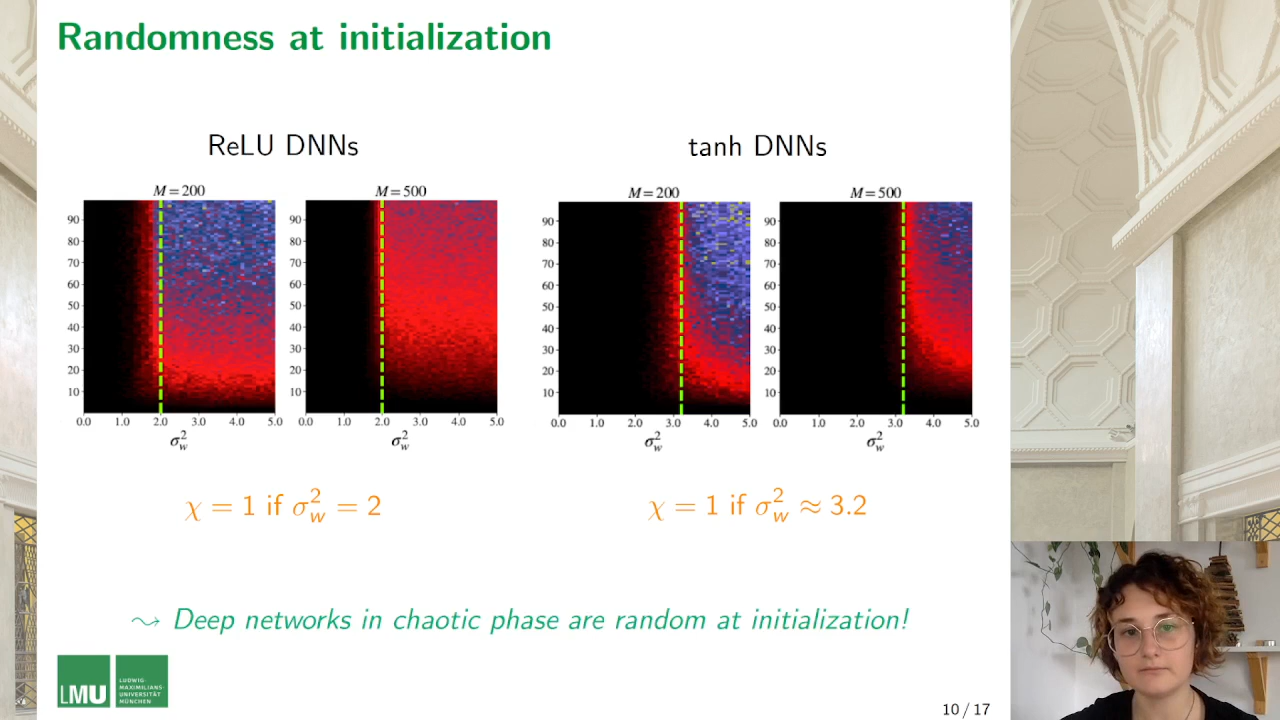 Randomness at initialization
ReLU DNNs
tanh DNNs
M = 200
M = 500
M = 200
M = 500
90
80
70
60
50
40
30
20
10
90
80
70
60
50
40
30
20
10
90
80
70
60
50
40
30
20
10
90
80
70
60
50
40
30
20
10
0.0 1.0 2.0 3.0 4.0 5.0
0.0 1.0 2.0 3.0 4.0 5.0
0.0 1.0 2.0 3.0 4.0 5.0
0.0 1.0 2.0 3.0 4.0 5.0
σ²_w
σ²_w
σ²_w
σ²_w
χ = 1 if σ²_w = 2
χ = 1 if σ²_w ≈ 3.2
⇝ Deep networks in chaotic phase are random at initialization!
LMU
LUDWIG-
MAXIMILIANS-
UNIVERSITÄT
MÜNCHEN
10 / 17